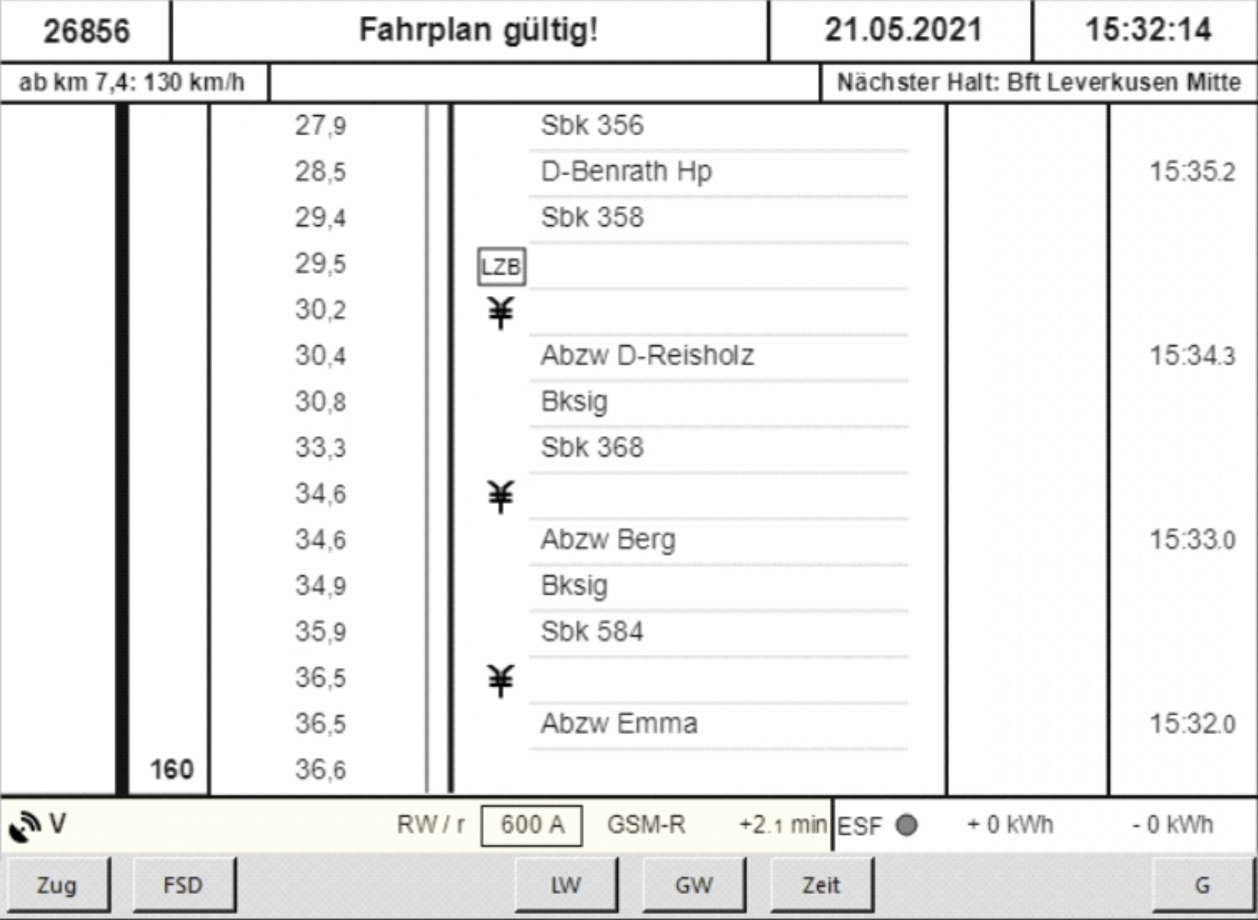 26856 Fahrplan gültig! 21.05.2021 15:32:14
ab km 7,4: 130 km/h Nächster Halt: Bft Leverkusen Mitte
27,9 Sbk 356
28,5 D-Benrath Hp 15:35.2
29,4 Sbk 358
29,5 LZB
30,2 ¥
30,4 Abzw D-Reisholz 15:34.3
30,8 Bksig
33,3 Sbk 368
34,6 ¥
34,6 Abzw Berg 15:33.0
34,9 Bksig
35,9 Sbk 584
36,5 ¥
36,5 Abzw Emma 15:32.0
160 36,6
V RW / r 600 A GSM-R +2.1 min ESF + 0 kWh - 0 kWh
Zug FSD LW GW Zeit G